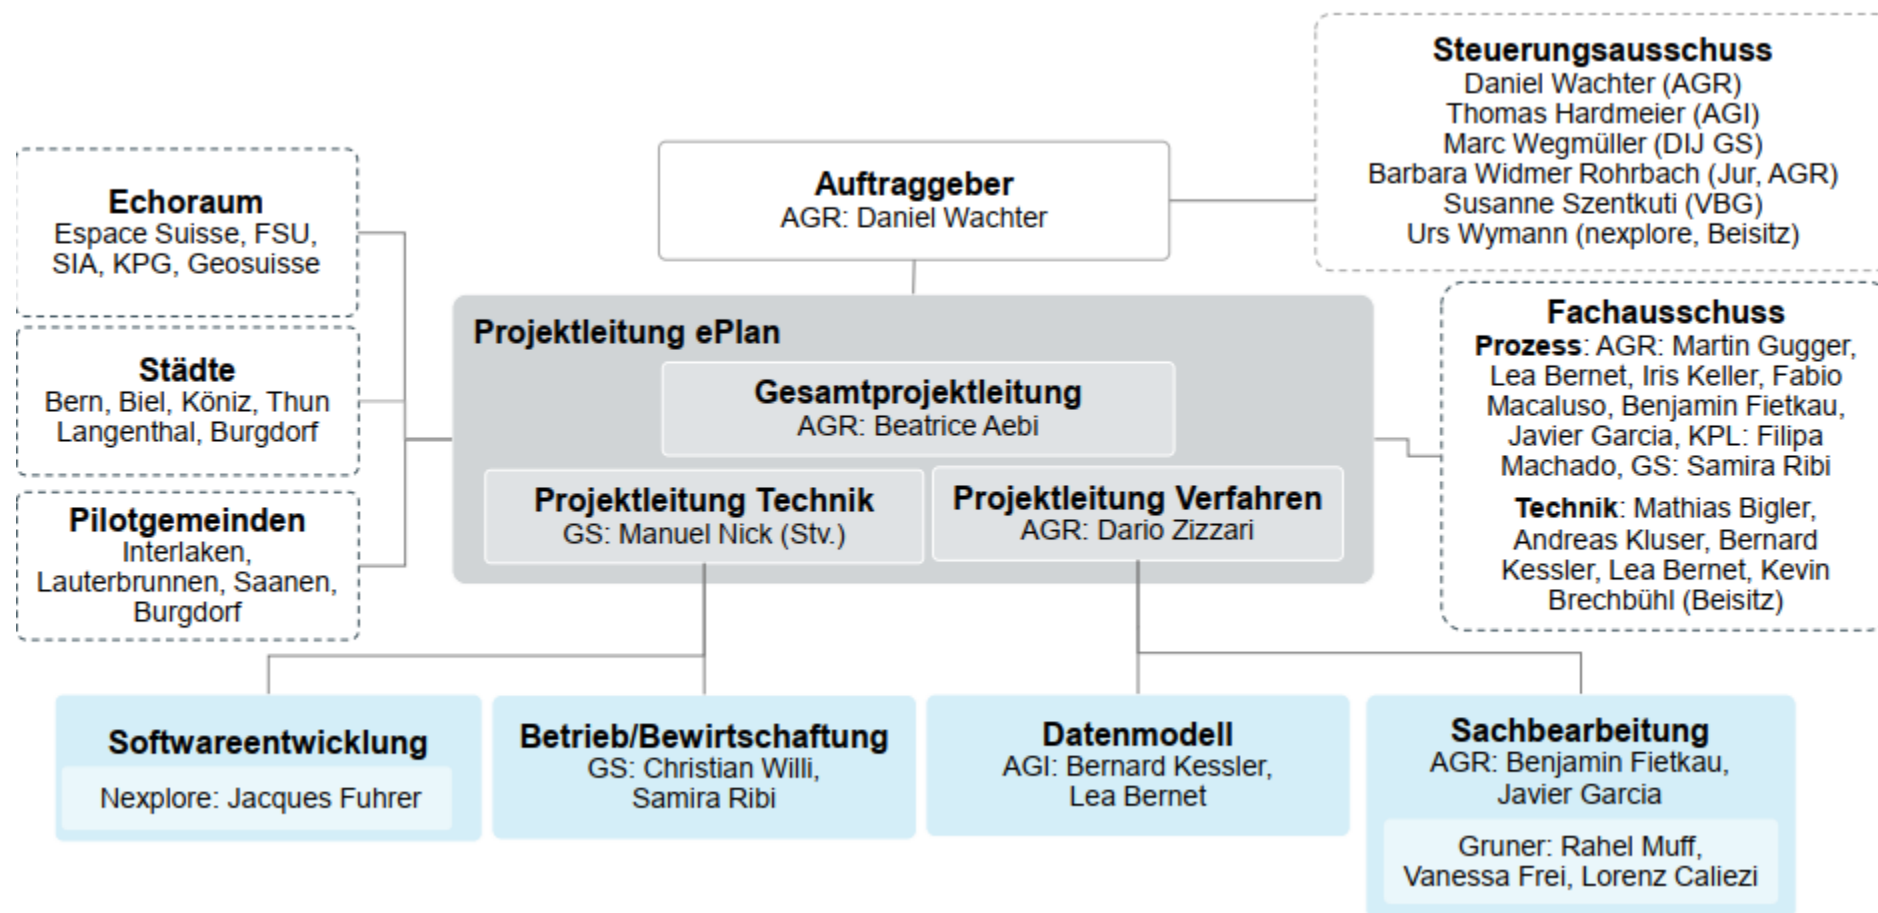 Steuerungsausschuss
Daniel Wachter (AGR)
Thomas Hardmeier (AGI)
Marc Wegmüller (DIJ GS)
Barbara Widmer Rohrbach (Jur, AGR)
Susanne Szentkuti (VBG)
Urs Wymann (nexplore, Beisitz)
Auftraggeber
AGR: Daniel Wachter
Echoraum
Espace Suisse, FSU,
SIA, KPG, Geosuisse
Städte
Bern, Biel, Köniz, Thun
Langenthal, Burgdorf
Pilotgemeinden
Interlaken,
Lauterbrunnen, Saanen,
Burgdorf
Projektleitung ePlan
Gesamtprojektleitung
AGR: Beatrice Aebi
Projektleitung Technik
GS: Manuel Nick (Stv.)
Projektleitung Verfahren
AGR: Dario Zizzari
Fachausschuss
Prozess: AGR: Martin Gugger,
Lea Bernet, Iris Keller, Fabio
Macaluso, Benjamin Fietkau,
Javier Garcia, KPL: Filipa
Machado, GS: Samira Ribi
Technik: Mathias Bigler,
Andreas Kluser, Bernard
Kessler, Lea Bernet, Kevin
Brechbühl (Beisitz)
Softwareentwicklung
Nexplore: Jacques Fuhrer
Betrieb/Bewirtschaftung
GS: Christian Willi,
Samira Ribi
Datenmodell
AGI: Bernard Kessler,
Lea Bernet
Sachbearbeitung
AGR: Benjamin Fietkau,
Javier Garcia
Gruner: Rahel Muff,
Vanessa Frei, Lorenz Caliezi